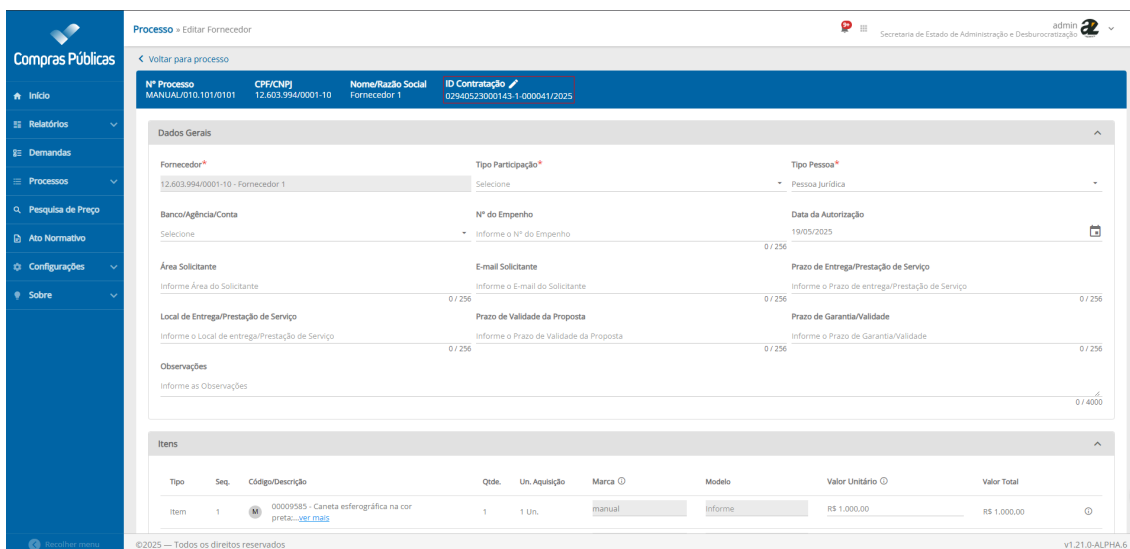 Compras Públicas
Início
Relatórios
Demandas
Processos
Pesquisa de Preço
Ato Normativo
Configurações
Sobre
Recolher menu
Processo » Editar Fornecedor
9+
admin
Secretaria de Estado de Administração e Desburocratização
Voltar para processo
Nº Processo CPF/CNPJ Nome/Razão Social ID Contratação
MANUAL/010.101/0101 12.603.994/0001-10 Fornecedor 1 02940523000143-1-000041/2025
Dados Gerais
Fornecedor* Tipo Participação* Tipo Pessoa*
12.603.994/0001-10 - Fornecedor 1 Selecione Pessoa Jurídica
Banco/Agência/Conta Nº do Empenho Data da Autorização
Selecione Informe o Nº do Empenho 19/05/2025
0 / 256
Área Solicitante E-mail Solicitante Prazo de Entrega/Prestação de Serviço
Informe Área do Solicitante Informe o E-mail do Solicitante Informe o Prazo de entrega/Prestação de Serviço
0 / 256 0 / 256 0 / 256
Local de Entrega/Prestação de Serviço Prazo de Validade da Proposta Prazo de Garantia/Validade
Informe o Local de entrega/Prestação de Serviço Informe o Prazo de Validade da Proposta Informe o Prazo de Garantia/Validade
0 / 256 0 / 256 0 / 256
Observações
Informe as Observações
0 / 4000
Itens
Tipo Seq. Código/Descrição Qtde. Un. Aquisição Marca Modelo Valor Unitário Valor Total
Item 1 M 00009585 - Caneta esferográfica na cor 1 1 Un. manual Informe R$ 1.000,00 R$ 1.000,00
preta;...ver mais
©2025 — Todos os direitos reservados v1.21.0-ALPHA.6